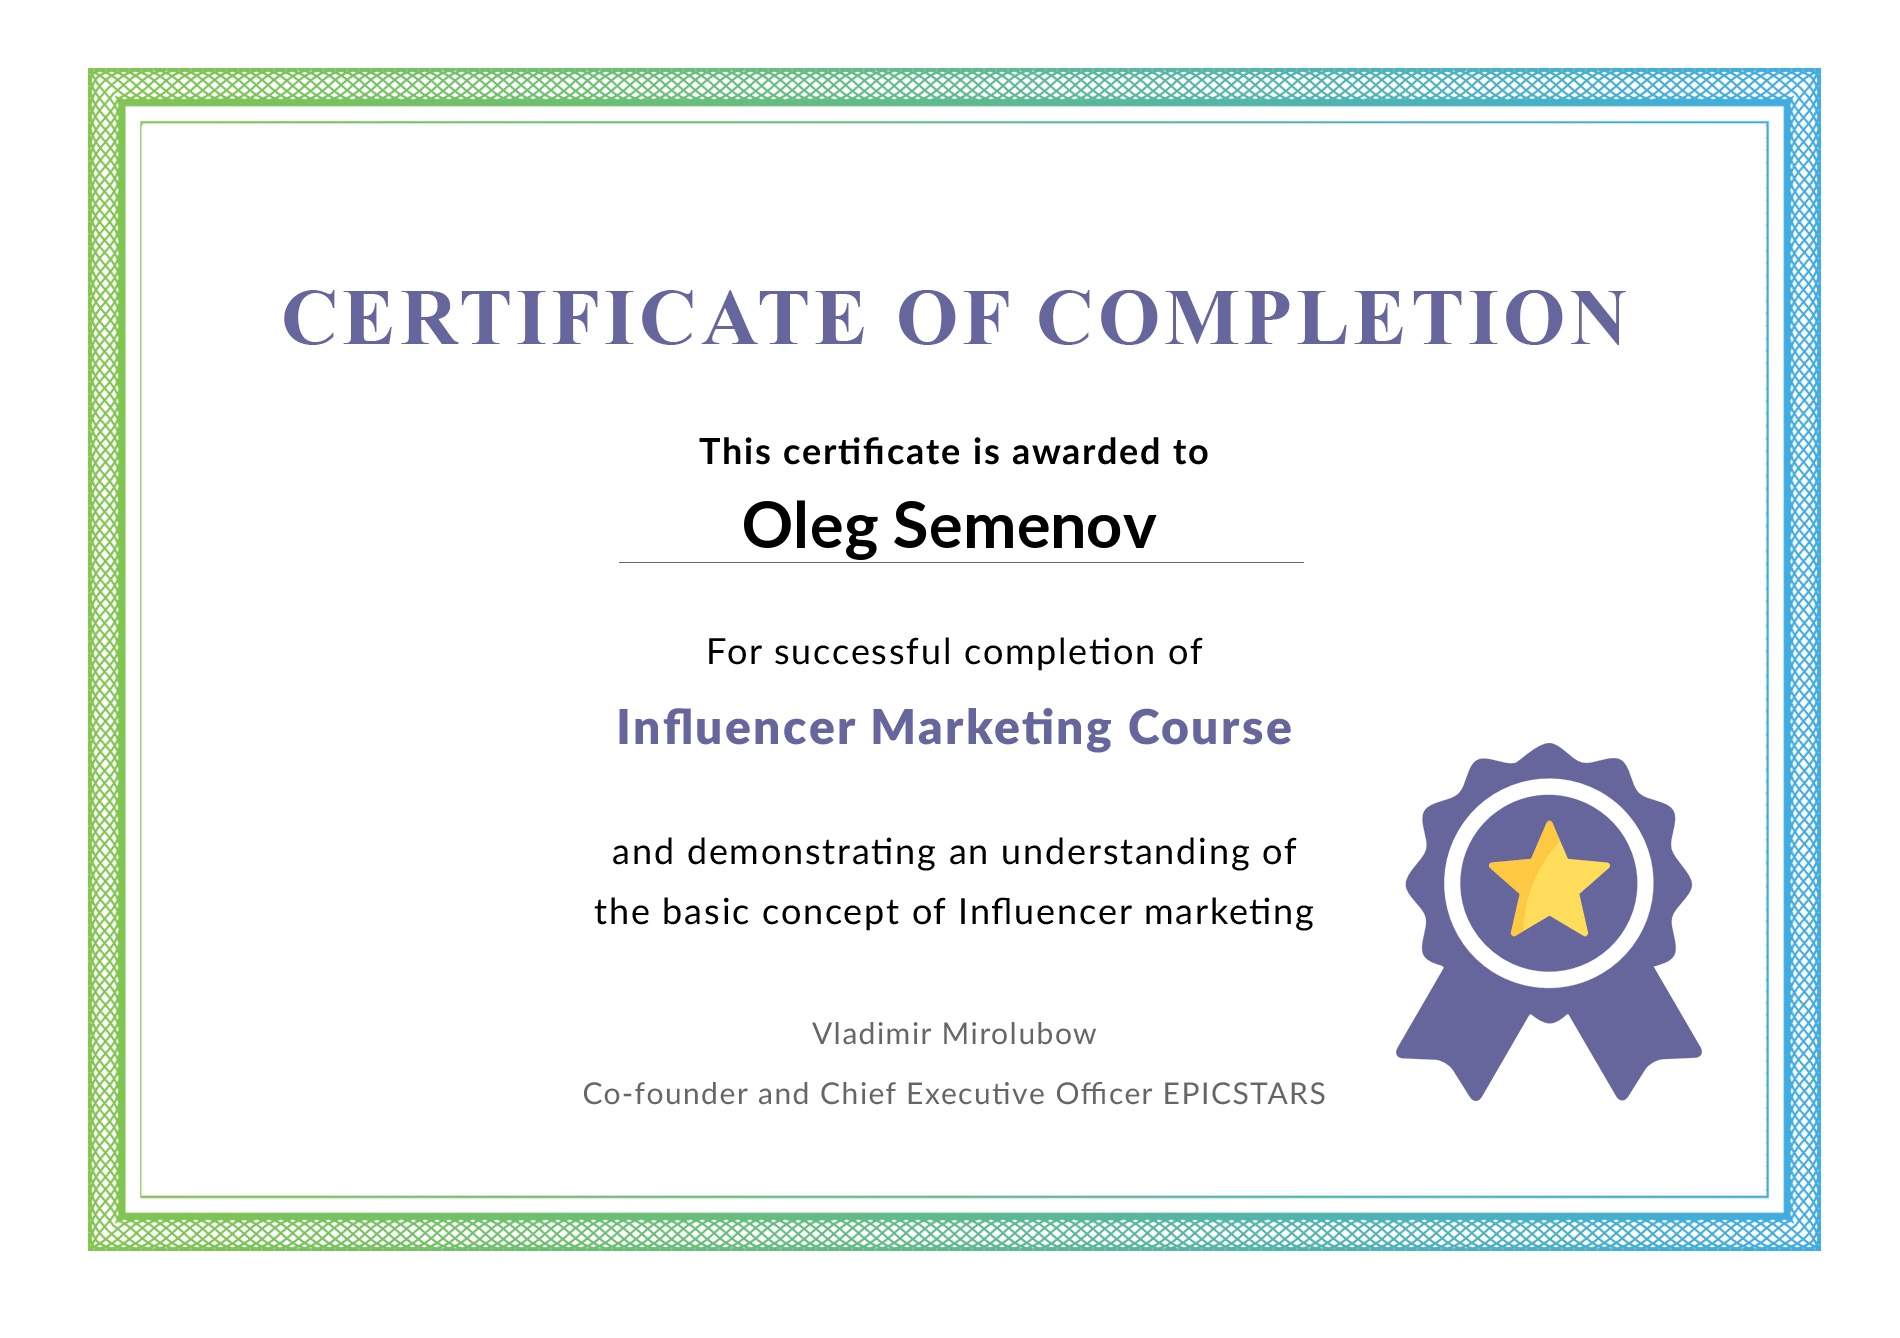 CERTIFICATE OF COMPLETION
This certificate is awarded to
Oleg Semenov
For successful completion of
Influencer Marketing Course
and demonstrating an understanding of
the basic concept of Influencer marketing
Vladimir Mirolubow
Co-founder and Chief Executive Officer EPICSTARS